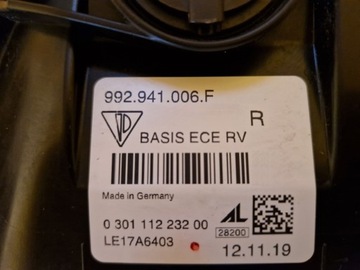 992.941.006.F
R
BASIS ECE RV
Made in Germany
0 301 112 232 00
AL
28200
LE17A6403
12.11.19